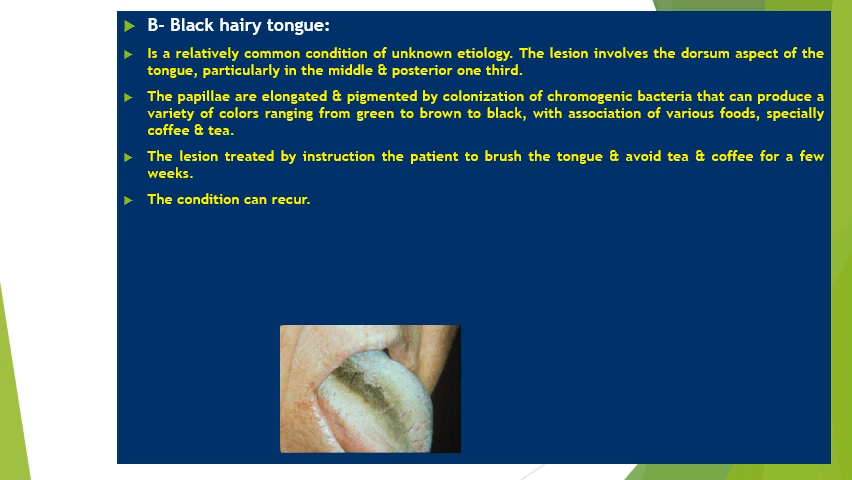 B- Black hairy tongue:
Is a relatively common condition of unknown etiology. The lesion involves the dorsum aspect of the
tongue, particularly in the middle & posterior one third.
The papillae are elongated & pigmented by colonization of chromogenic bacteria that can produce a
variety of colors ranging from green to brown to black, with association of various foods, specially
coffee & tea.
The lesion treated by instruction the patient to brush the tongue & avoid tea & coffee for a few
weeks.
The condition can recur.